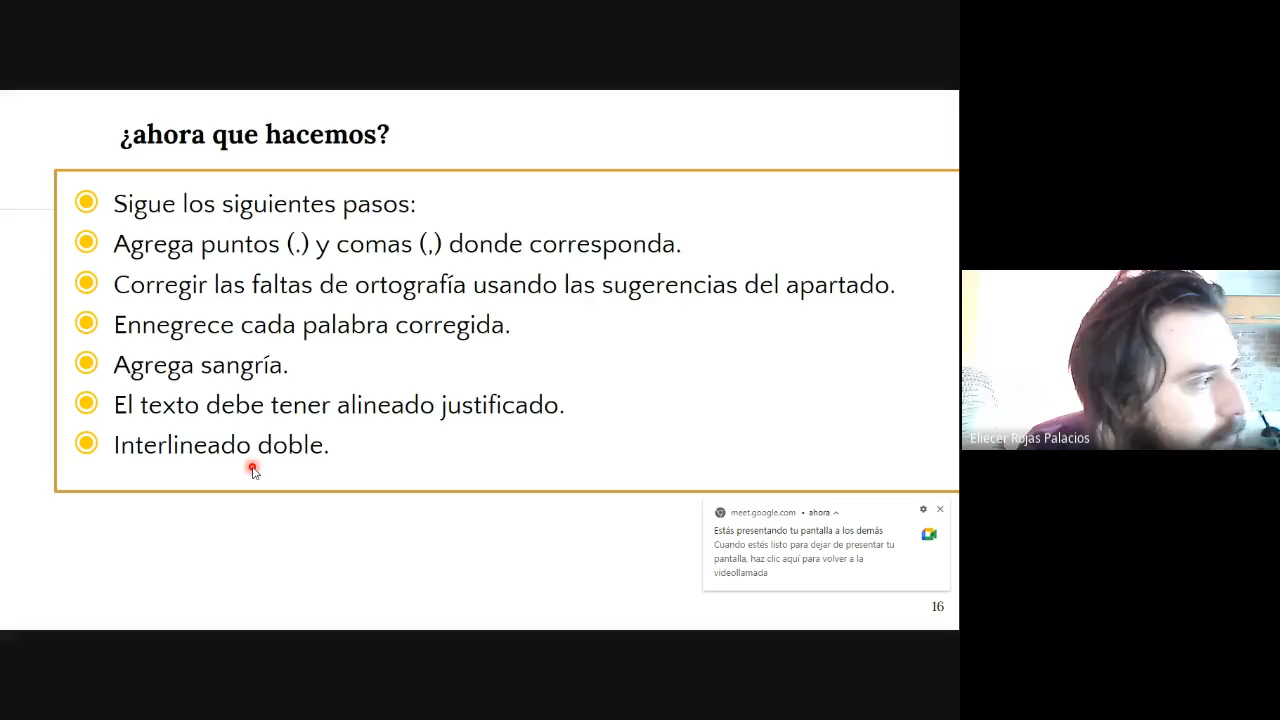 ¿ahora que hacemos?
Sigue los siguientes pasos:
Agrega puntos (.) y comas (,) donde corresponda.
Corregir las faltas de ortografía usando las sugerencias del apartado.
Ennegrece cada palabra corregida.
Agrega sangría.
El texto debe tener alineado justificado.
Interlineado doble.
Eliecer Rojas Palacios
meet.google.com • ahora
Estás presentando tu pantalla a los demás
Cuando estés listo para dejar de presentar tu
pantalla, haz clic aquí para volver a la
videollamada
16